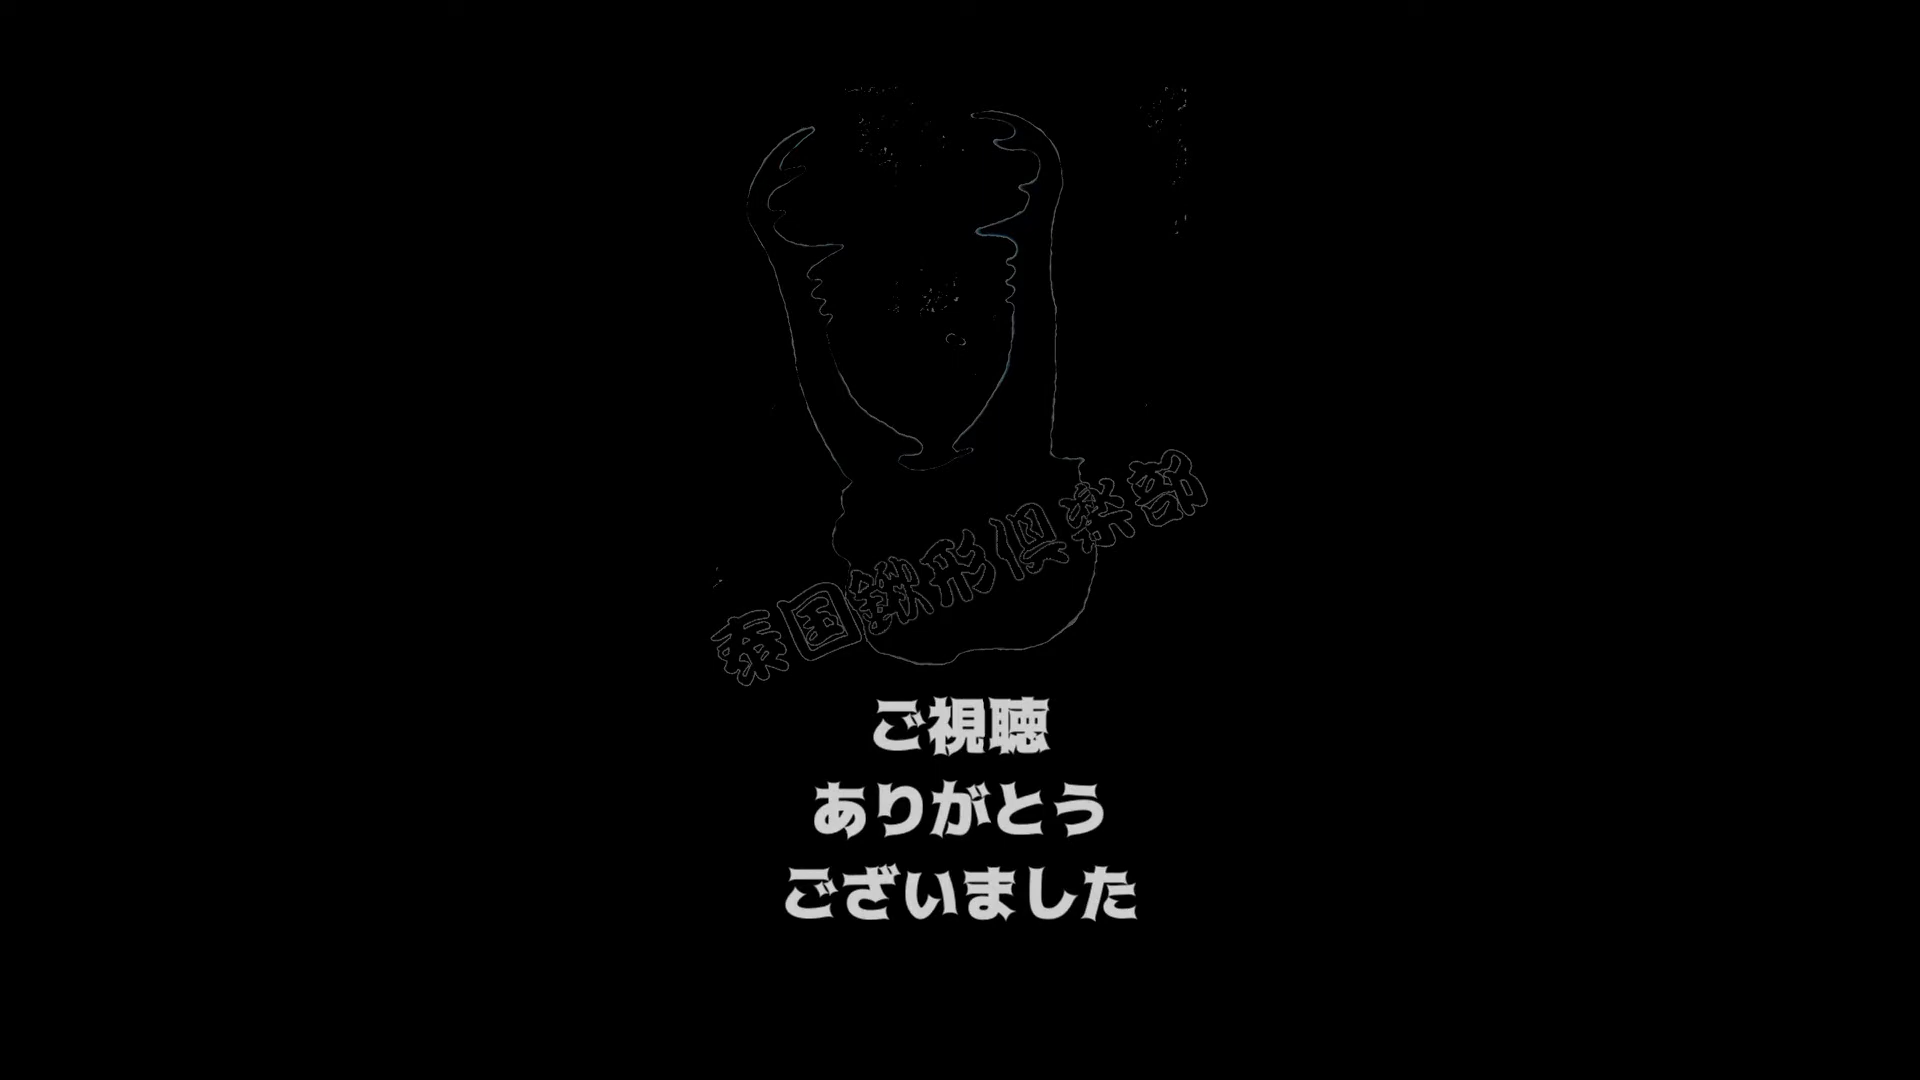 泰国鍬形倶楽部
ご視聴
ありがとう
ございました